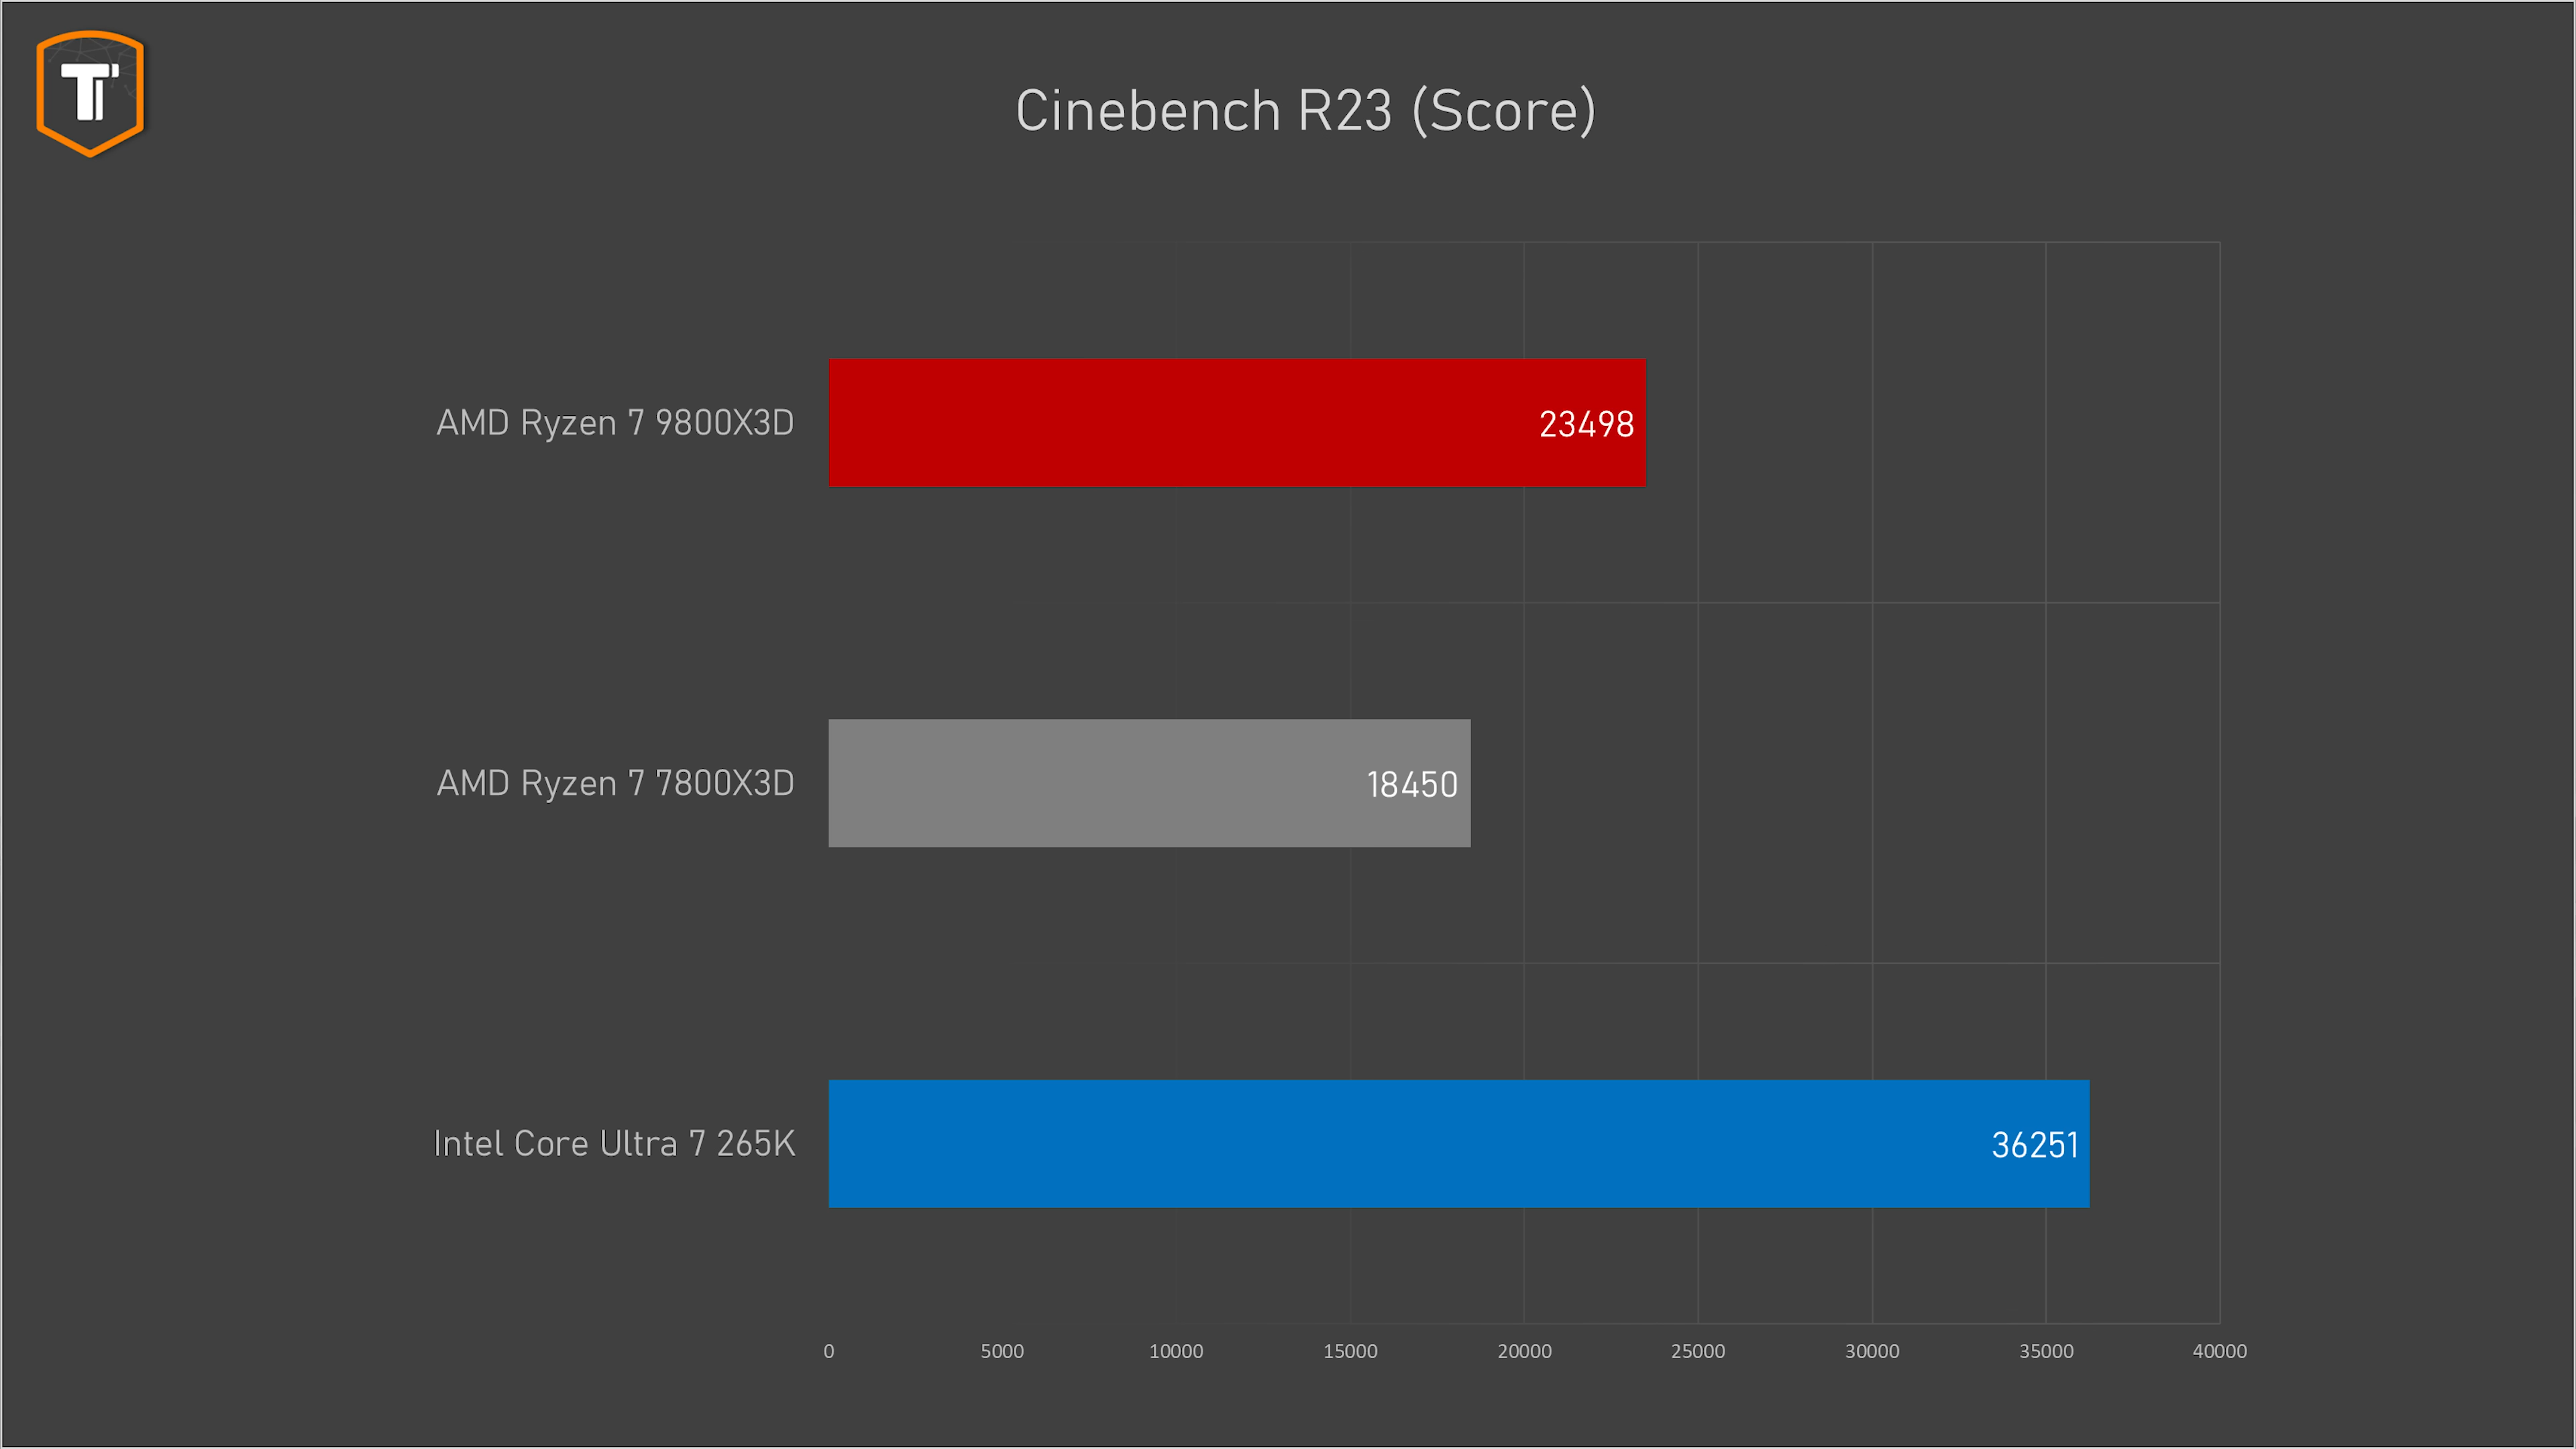 T
Cinebench R23 (Score)
AMD Ryzen 7 9800X3D
23498
AMD Ryzen 7 7800X3D
18450
Intel Core Ultra 7 265K
36251
0 5000 10000 15000 20000 25000 30000 35000 40000